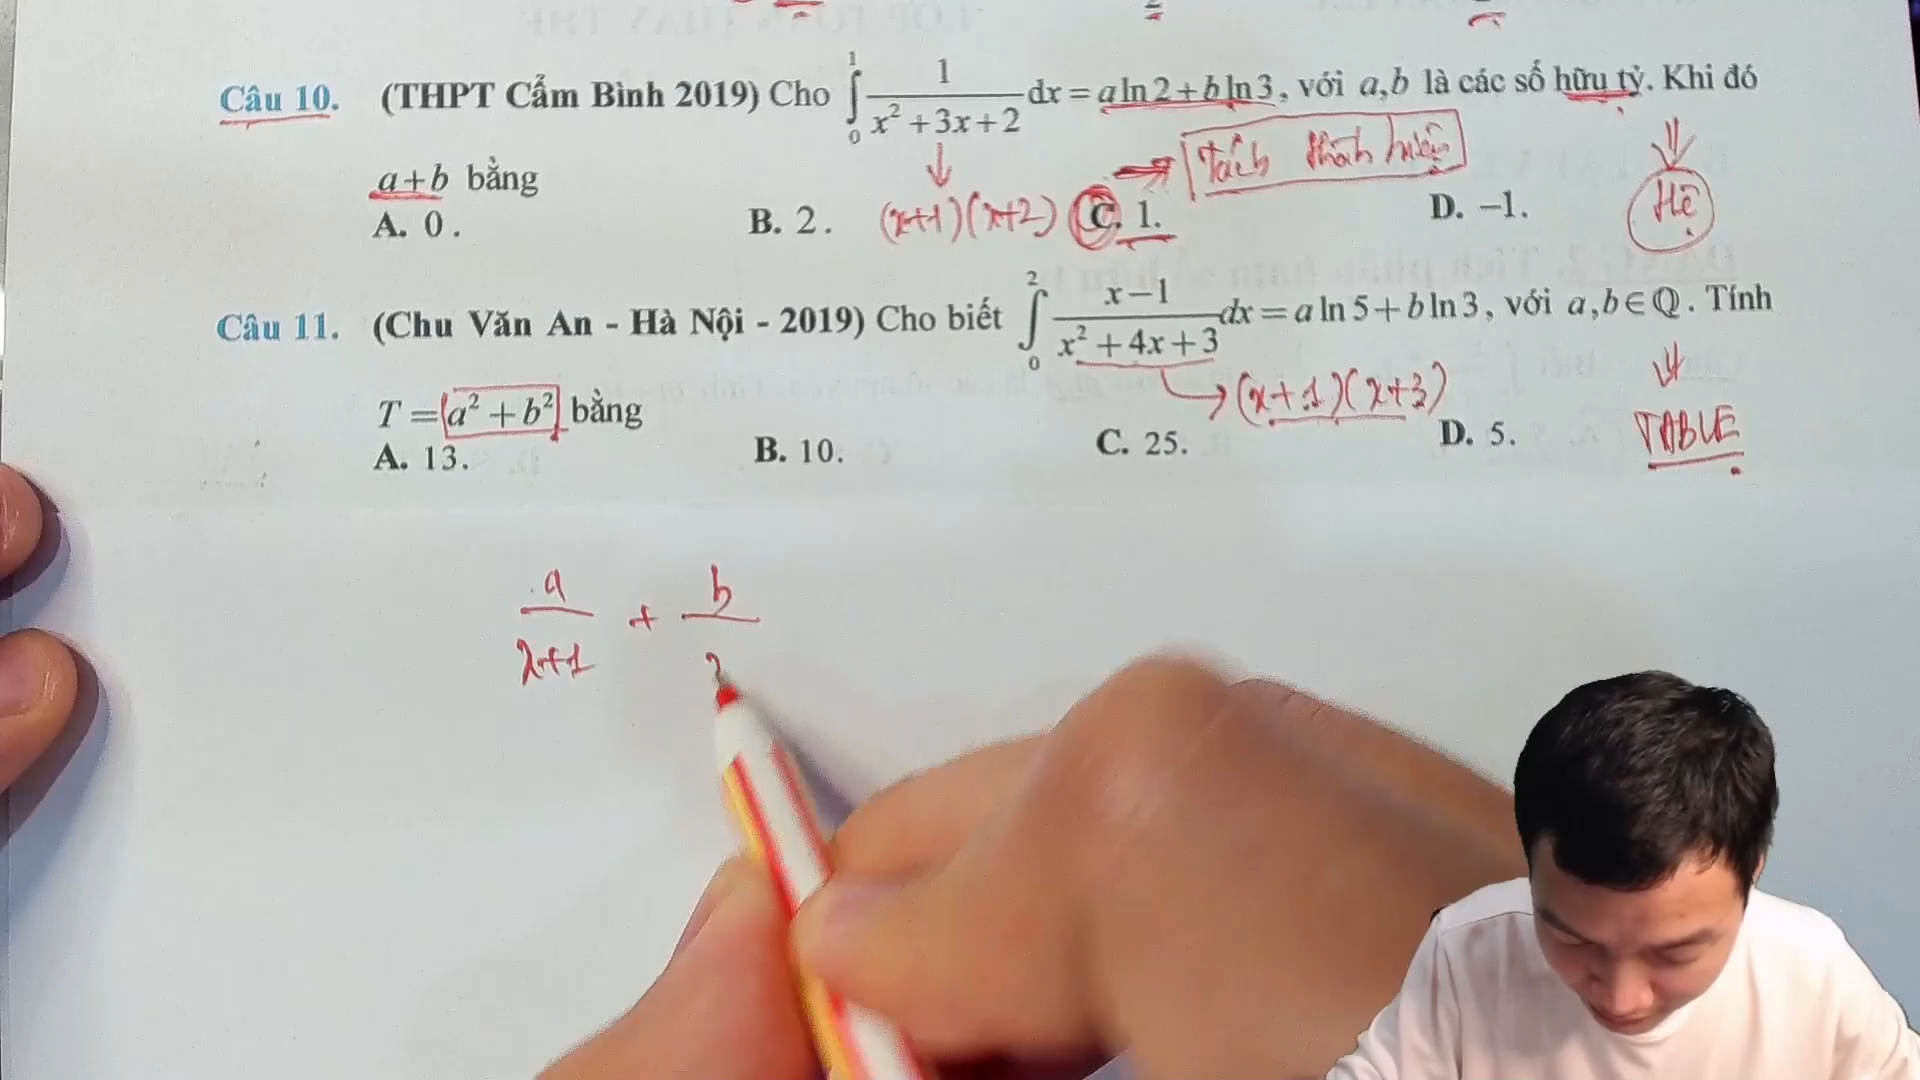 Câu 10. (THPT Cẩm Bình 2019) Cho ∫₀¹ 1/(x² + 3x + 2) dx = a ln 2 + b ln 3, với a,b là các số hữu tỷ. Khi đó
a + b bằng
Tách thành
Hệ
A. 0. B. 2. (x+1)(x+2) C. 1. D. −1.
Câu 11. (Chu Văn An - Hà Nội - 2019) Cho biết ∫₀² (x−1)/(x² + 4x + 3) dx = a ln 5 + b ln 3, với a,b ∈ ℚ. Tính
(x+1)(x+3)
T = a² + b² bằng
TABLE
A. 13. B. 10. C. 25. D. 5.
a/(x+1) + b/